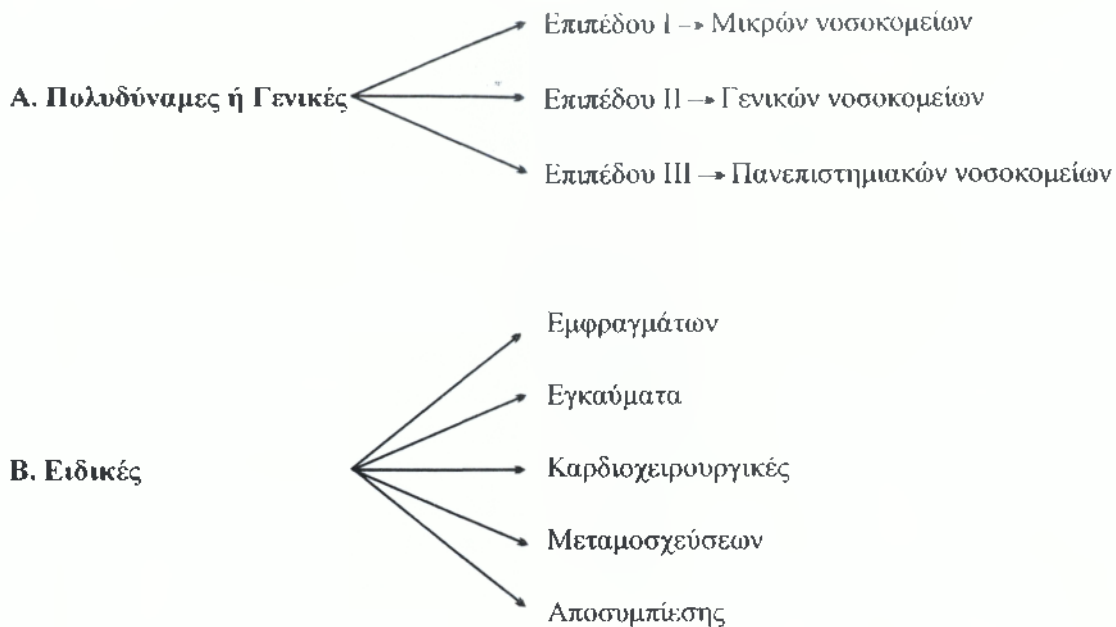 Επιπέδου I → Μικρών νοσοκομείων
Α. Πολυδύναμες ή Γενικές
Επιπέδου II → Γενικών νοσοκομείων
Επιπέδου III → Πανεπιστημιακών νοσοκομείων
Εμφραγμάτων
Εγκαύματα
Β. Ειδικές
Καρδιοχειρουργικές
Μεταμοσχεύσεων
Αποσυμπίεσης